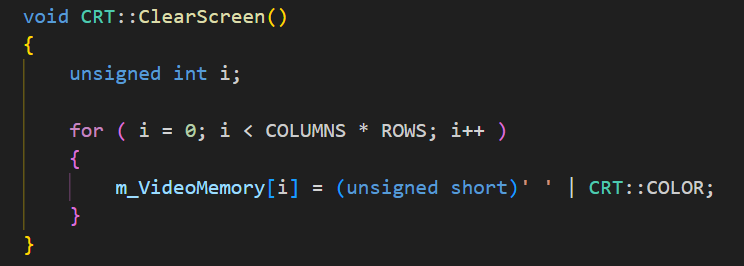 void CRT::ClearScreen()
{
    unsigned int i;

    for ( i = 0; i < COLUMNS * ROWS; i++ )
    {
        m_VideoMemory[i] = (unsigned short)' ' | CRT::COLOR;
    }
}